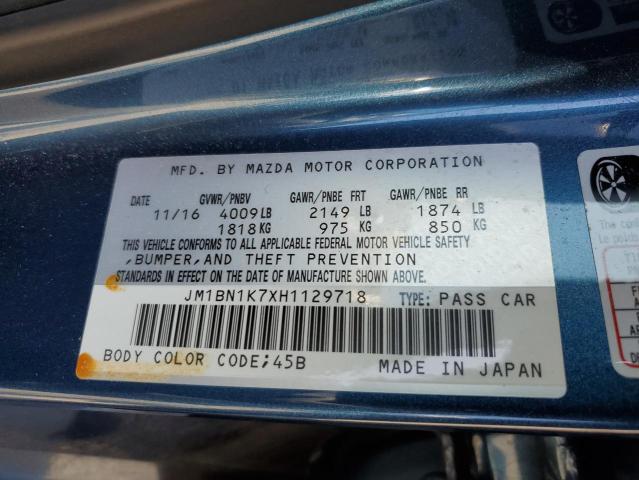 MFD. BY MAZDA MOTOR CORPORATION
DATE GVWR/PNBV GAWR/PNBE FRT GAWR/PNBE RR
11/16 4009LB 2149 LB 1874 LB
1818KG 975 KG 850 KG
THIS VEHICLE CONFORMS TO ALL APPLICABLE FEDERAL MOTOR VEHICLE SAFETY
,BUMPER,AND THEFT PREVENTION
STANDARDS IN EFFECT ON THE DATE OF MANUFACTURE SHOWN ABOVE.
JM1BN1K7XH1129718 TYPE: PASS CAR
BODY COLOR CODE;45B MADE IN JAPAN